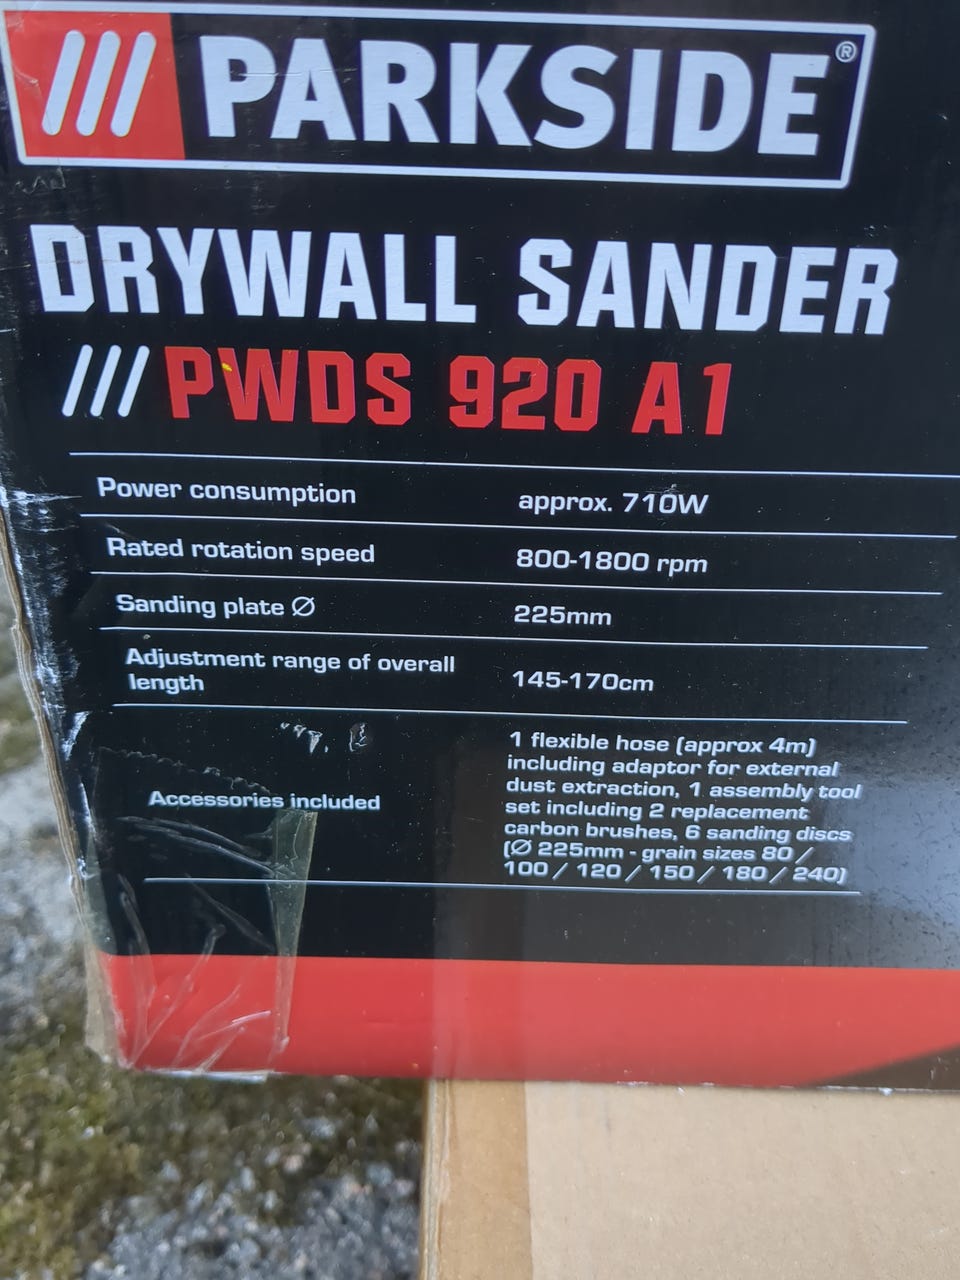 PARKSIDE®
DRYWALL SANDER
/// PWDS 920 A1
Power consumption approx. 710W
Rated rotation speed 800-1800 rpm
Sanding plate Ø 225mm
Adjustment range of overall
length 145-170cm
Accessories included
1 flexible hose (approx 4m)
including adaptor for external
dust extraction, 1 assembly tool
set including 2 replacement
carbon brushes, 6 sanding discs
(Ø 225mm - grain sizes 80 /
100 / 120 / 150 / 180 / 240)